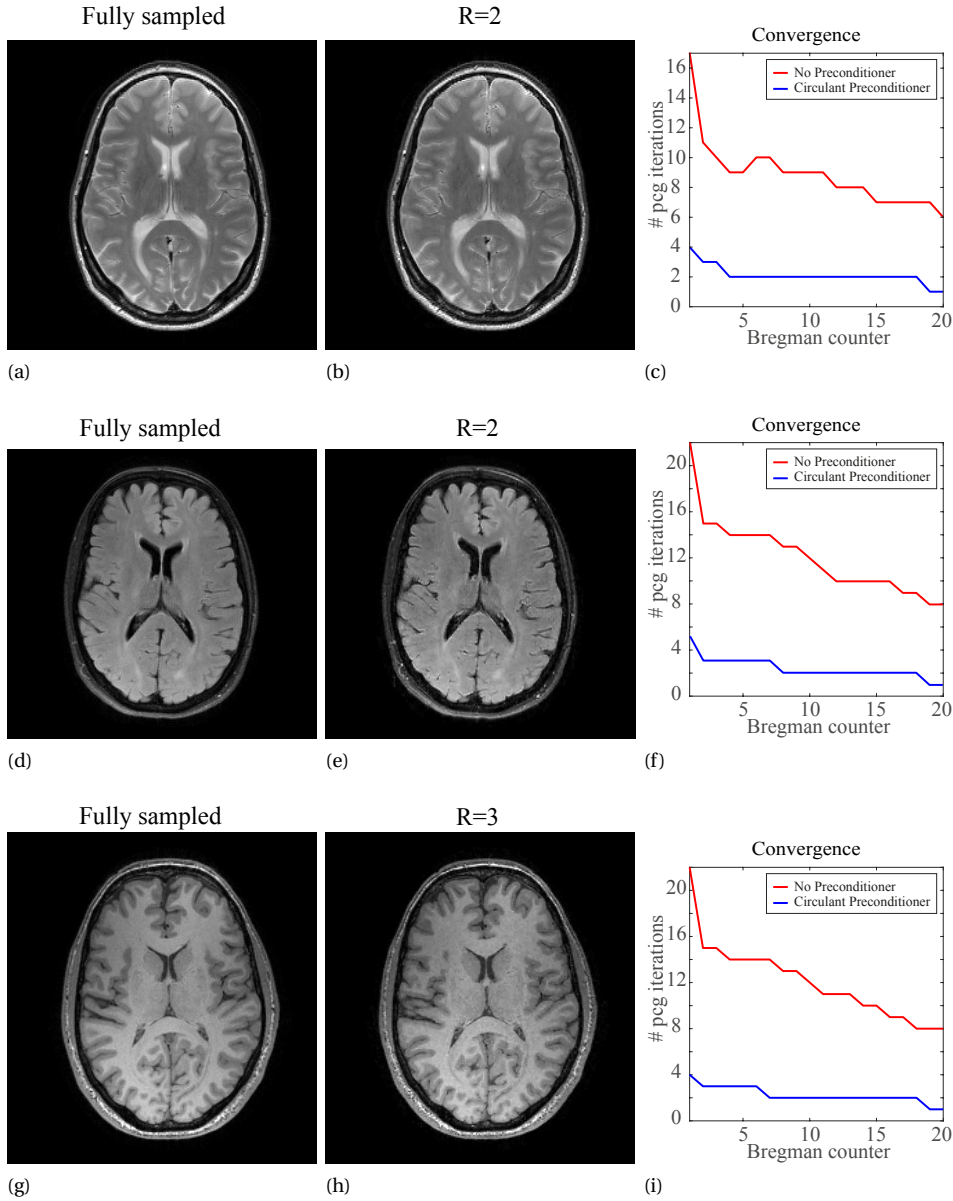 Fully sampled
R=2
Convergence
No Preconditioner
Circulant Preconditioner
# pcg iterations
16
14
12
10
8
6
4
2
0
5
10
15
20
Bregman counter
(a)
(b)
(c)
Fully sampled
R=2
Convergence
No Preconditioner
Circulant Preconditioner
# pcg iterations
20
16
12
8
4
0
5
10
15
20
Bregman counter
(d)
(e)
(f)
Fully sampled
R=3
Convergence
No Preconditioner
Circulant Preconditioner
# pcg iterations
20
16
12
8
4
0
5
10
15
20
Bregman counter
(g)
(h)
(i)